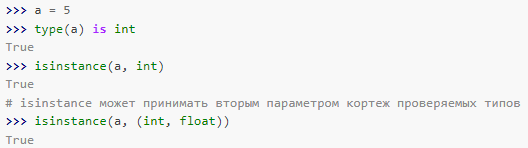 >>> a = 5
>>> type(a) is int
True
>>> isinstance(a, int)
True
# isinstance может принимать вторым параметром кортеж проверяемых типов
>>> isinstance(a, (int, float))
True